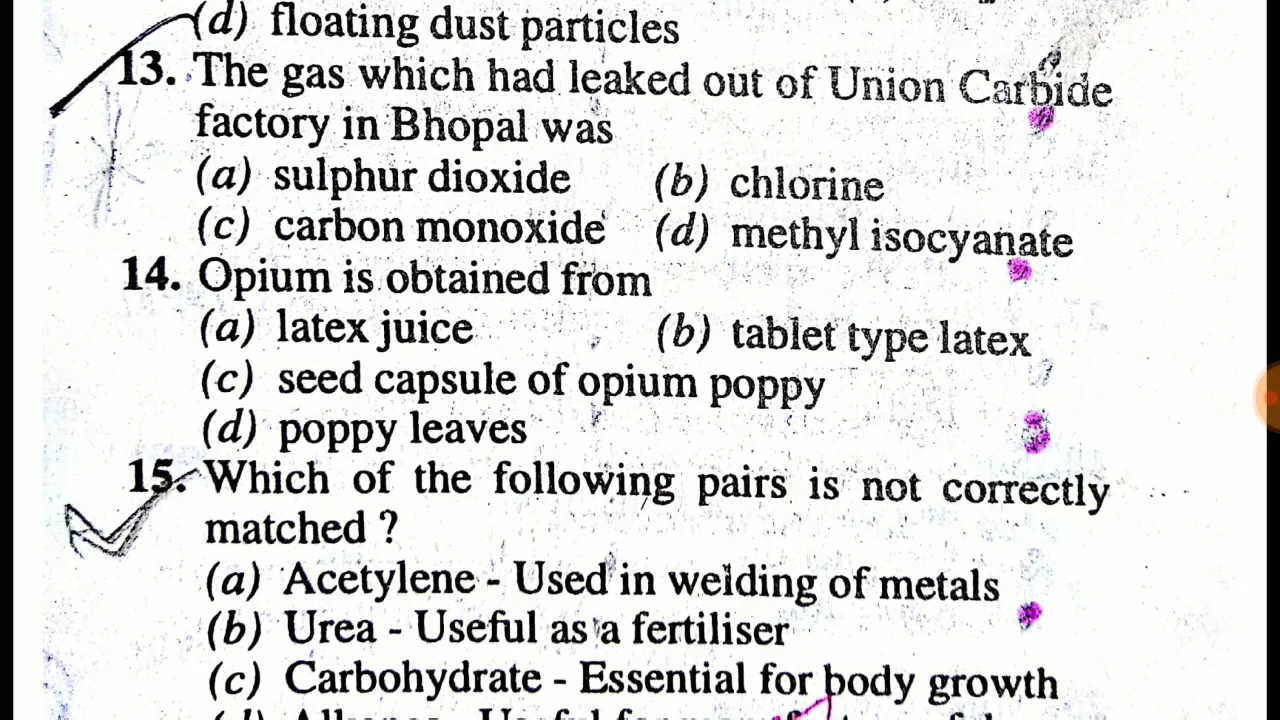 (d) floating dust particles
13. The gas which had leaked out of Union Carbide
factory in Bhopal was
(a) sulphur dioxide (b) chlorine
(c) carbon monoxide (d) methyl isocyanate
14. Opium is obtained from
(a) latex juice (b) tablet type latex
(c) seed capsule of opium poppy
(d) poppy leaves
15. Which of the following pairs is not correctly
matched ?
(a) Acetylene - Used in welding of metals
(b) Urea - Useful as a fertiliser
(c) Carbohydrate - Essential for body growth